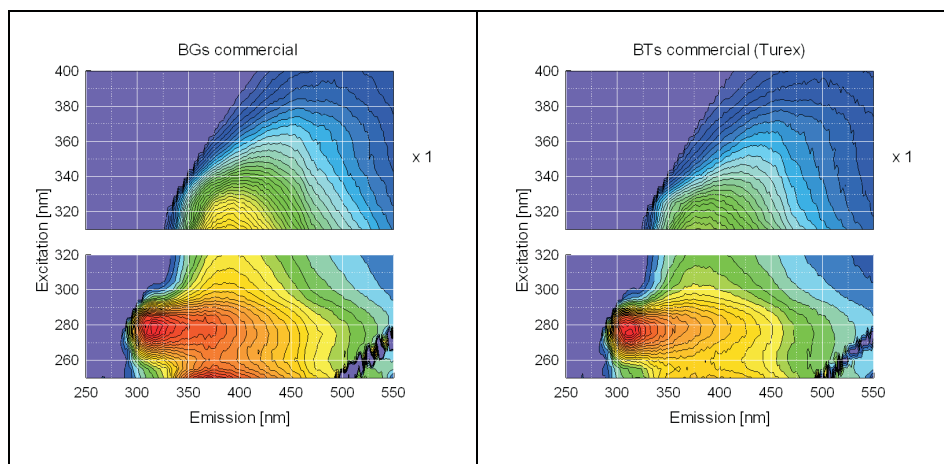 BGs commercial
400
380
360
340
320
x 1
Excitation [nm]
320
300
280
260
250 300 350 400 450 500 550
Emission [nm]
BTs commercial (Turex)
400
380
360
340
320
x 1
Excitation [nm]
320
300
280
260
250 300 350 400 450 500 550
Emission [nm]